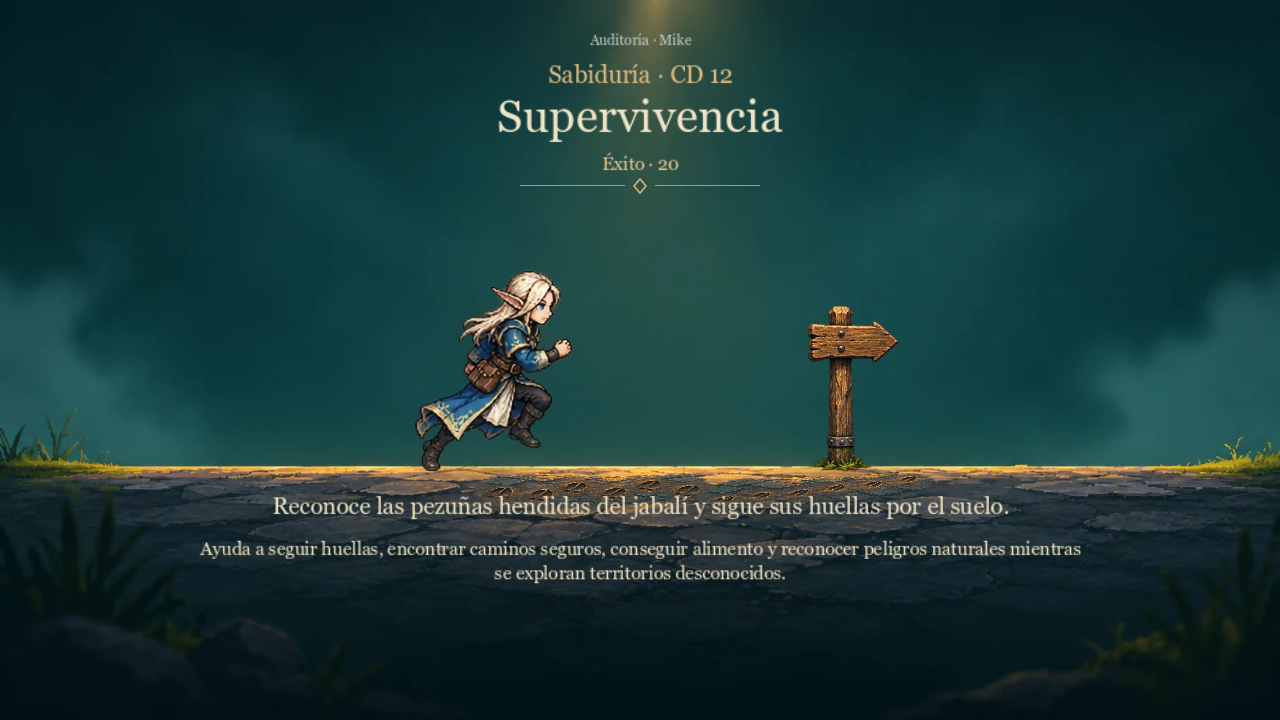 Auditoría · Mike
Sabiduría · CD 12
Supervivencia
Éxito · 20
Reconoce las pezuñas hendidas del jabalí y sigue sus huellas por el suelo.
Ayuda a seguir huellas, encontrar caminos seguros, conseguir alimento y reconocer peligros naturales mientras
se exploran territorios desconocidos.